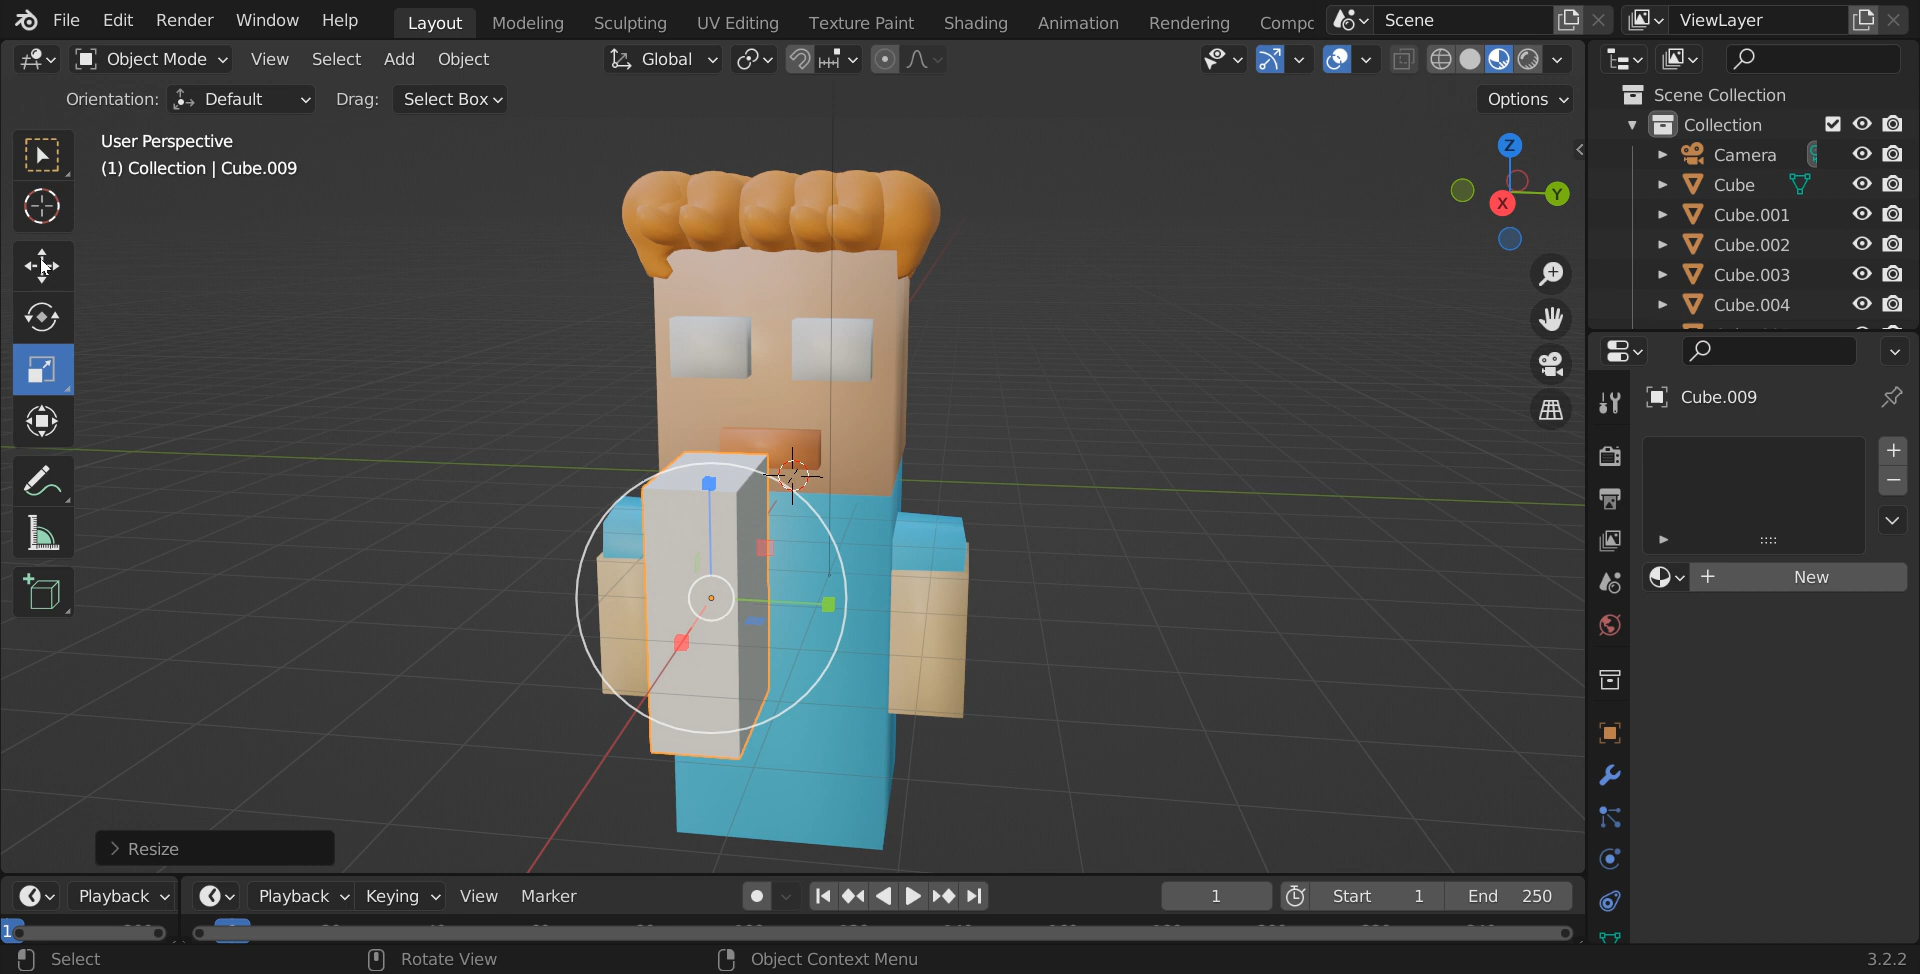 File Edit Render Window Help Layout Modeling Sculpting UV Editing Texture Paint Shading Animation Rendering Scene ViewLayer
Object Mode View Select Add Object Global
Orientation: Default Drag: Select Box Options
User Perspective
(1) Collection | Cube.009
Z
Y
X
Scene Collection
Collection
Camera
Cube
Cube.001
Cube.002
Cube.003
Cube.004
Cube.009
New
Resize
Playback Playback Keying View Marker 1 Start 1 End 250
1
Select Rotate View Object Context Menu 3.2.2